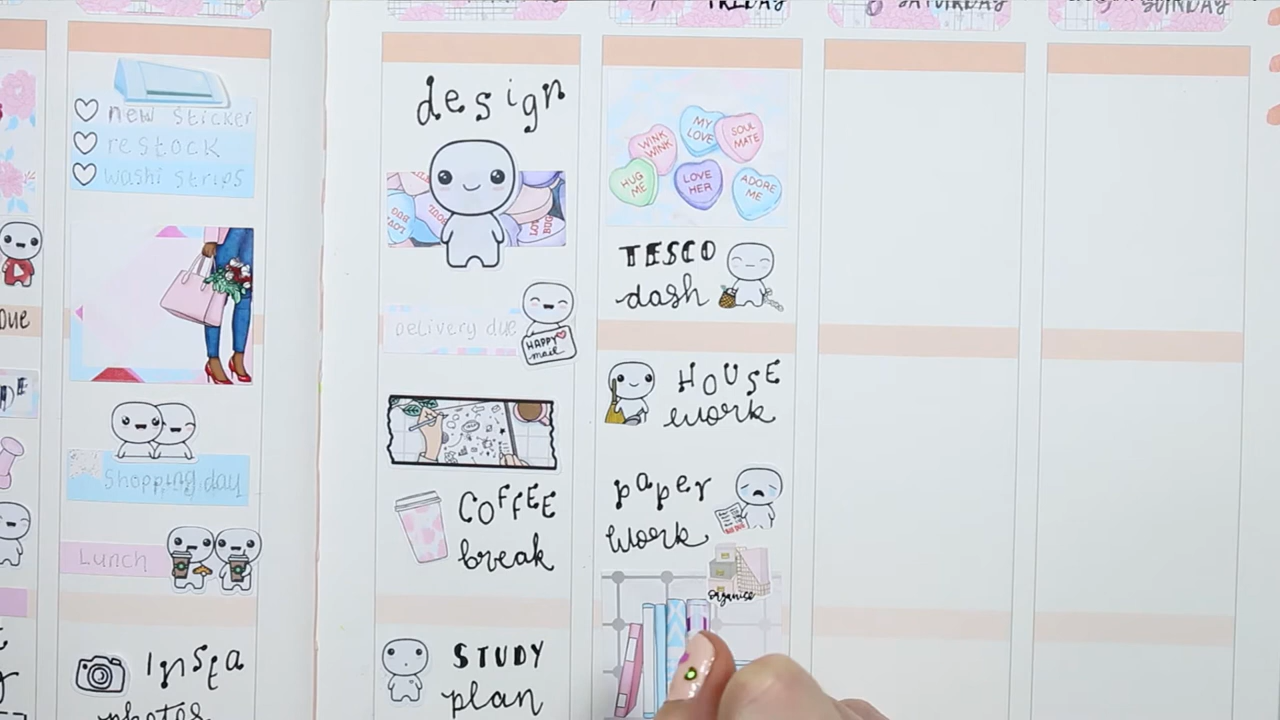 FRIDAY
SATURDAY
SUNDAY
new sticker
restock
washi strips
Due
Shopping day
Lunch
Insta
photos
design
Delivery due
HAPPY
mail
COFFEE
break
STUDY
plan
WINK
WINK
MY
LOVE
SOUL
MATE
HUG
ME
LOVE
HER
ADORE
ME
TESCO
dash
HOUSE
work
paper
work
organise